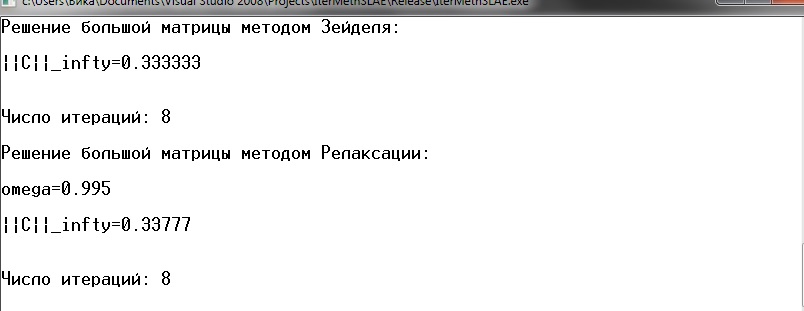 c:\Users\Вика\Documents\Visual Studio 2008\Projects\IterMethSLAE\Release\IterMethSLAE.exe
Решение большой матрицы методом Зейделя:
||C||_infty=0.333333
Число итераций: 8
Решение большой матрицы методом Релаксации:
omega=0.995
||C||_infty=0.33777
Число итераций: 8